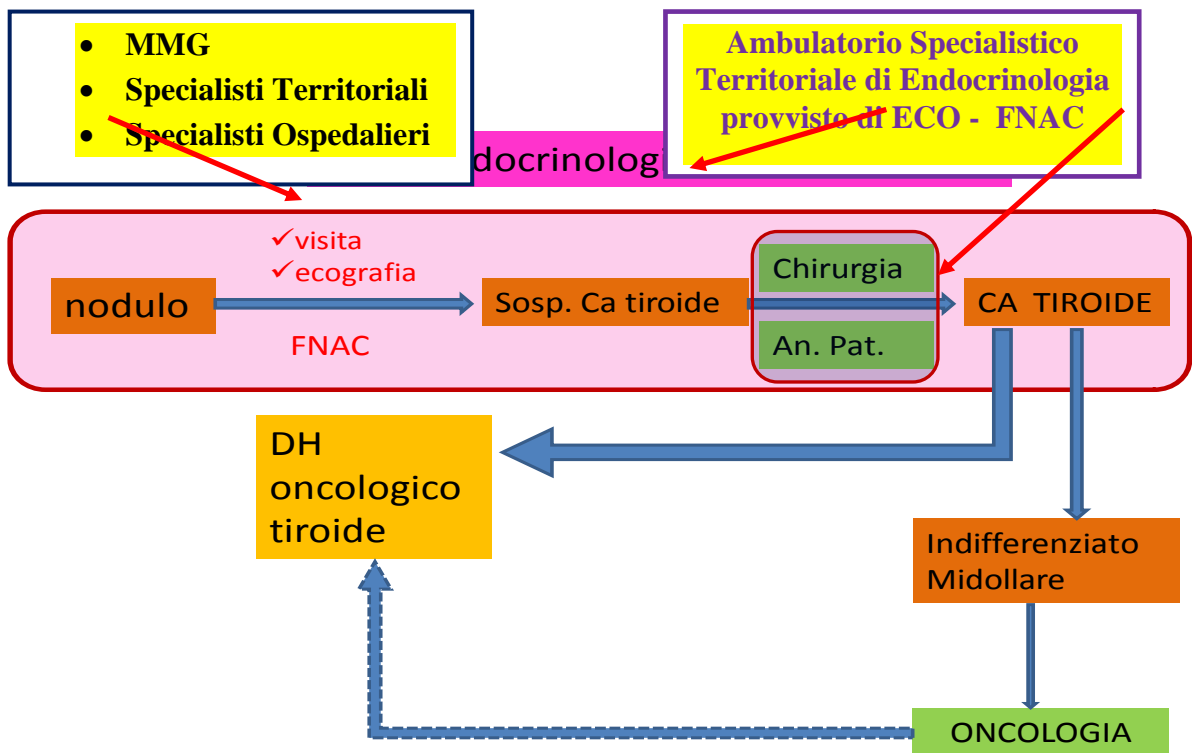 • MMG
• Specialisti Territoriali
• Specialisti Ospedalieri
Ambulatorio Specialistico
Territoriale di Endocrinologia
provvisto di ECO - FNAC
docrinologi
✓visita
✓ecografia
nodulo
FNAC
Sosp. Ca tiroide
Chirurgia
An. Pat.
CA TIROIDE
DH
oncologico
tiroide
Indifferenziato
Midollare
ONCOLOGIA